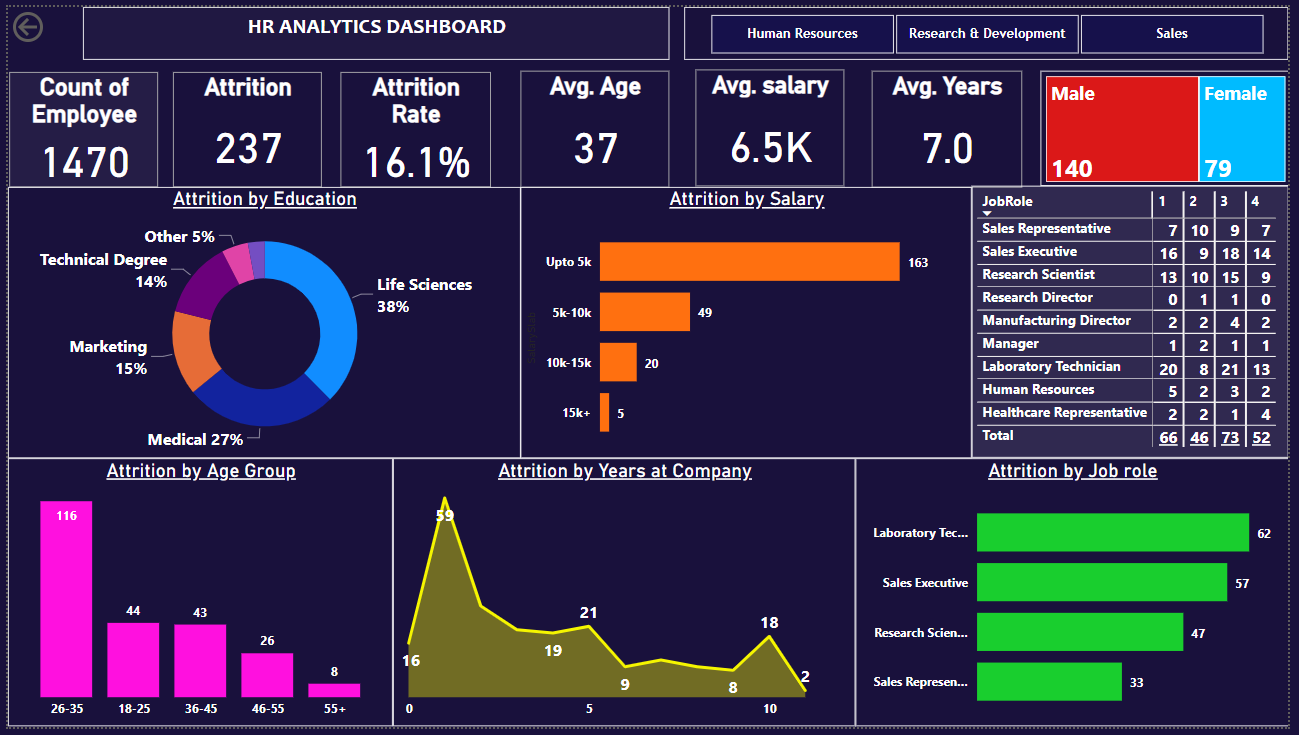 HR ANALYTICS DASHBOARD
Human Resources
Research & Development
Sales
Count of
Employee
1470
Attrition
237
Attrition
Rate
16.1%
Avg. Age
37
Avg. salary
6.5K
Avg. Years
7.0
Male
140
Female
79
Attrition by Education
Other 5%
Technical Degree
14%
Life Sciences
38%
Marketing
15%
Medical 27%
Attrition by Salary
Upto 5k 163
5k-10k 49
10k-15k 20
15k+ 5
JobRole 1 2 3 4
Sales Representative 7 10 9 7
Sales Executive 16 9 18 14
Research Scientist 13 10 15 9
Research Director 0 1 1 0
Manufacturing Director 2 2 4 2
Manager 1 2 1 1
Laboratory Technician 20 8 21 13
Human Resources 5 2 3 2
Healthcare Representative 2 2 1 4
Total 66 46 73 52
Attrition by Age Group
116
44
43
26
8
26-35 18-25 36-45 46-55 55+
Attrition by Years at Company
59
16
19
21
9
8
18
2
0 5 10
Attrition by Job role
Laboratory Tec... 62
Sales Executive 57
Research Scien... 47
Sales Represen... 33